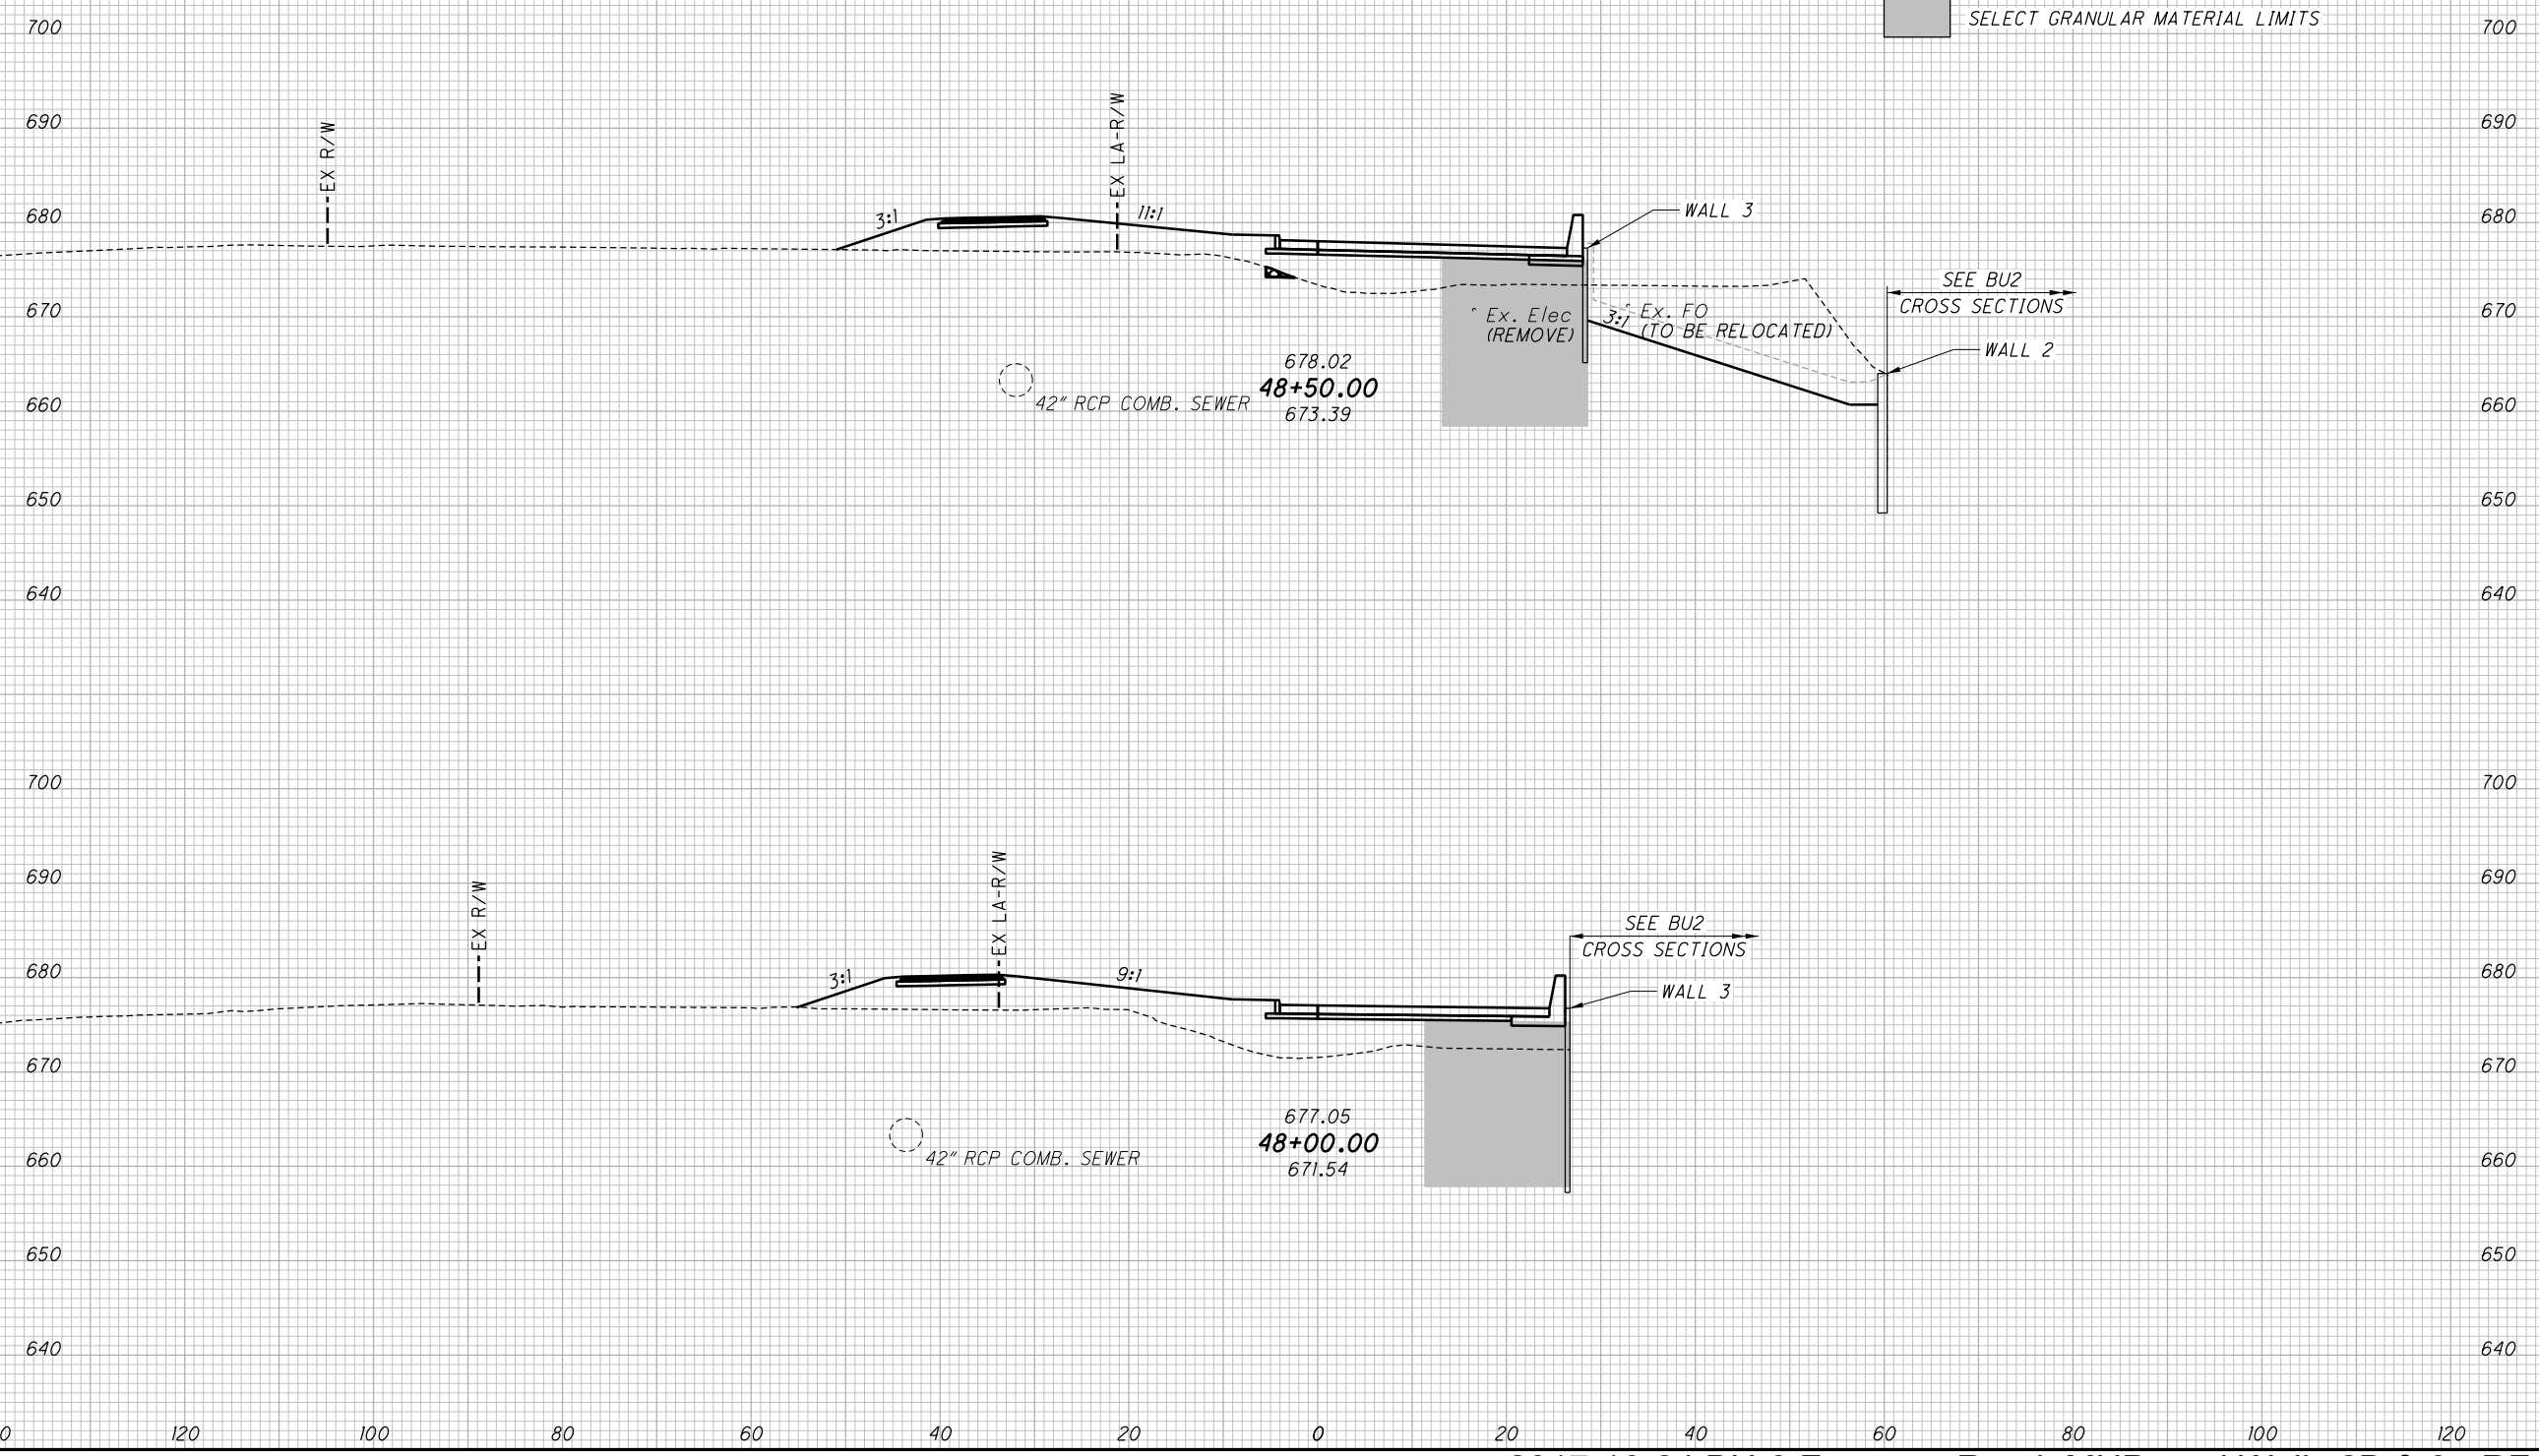 700
SELECT GRANULAR MATERIAL LIMITS
700
690
EX R/W
EX LA-R/W
690
680
3:1
11:1
WALL 3
680
SEE BU2
CROSS SECTIONS
670
Ex. Elec
(REMOVE)
3:1
Ex. FO
(TO BE RELOCATED)
670
WALL 2
678.02
48+50.00
673.39
42" RCP COMB. SEWER
660
660
650
650
640
640
700
700
690
EX R/W
EX LA-R/W
690
SEE BU2
CROSS SECTIONS
680
3:1
9:1
WALL 3
680
670
670
677.05
48+00.00
671.54
42" RCP COMB. SEWER
660
660
650
650
640
640
0 120 100 80 60 40 20 0 20 40 60 80 100 120